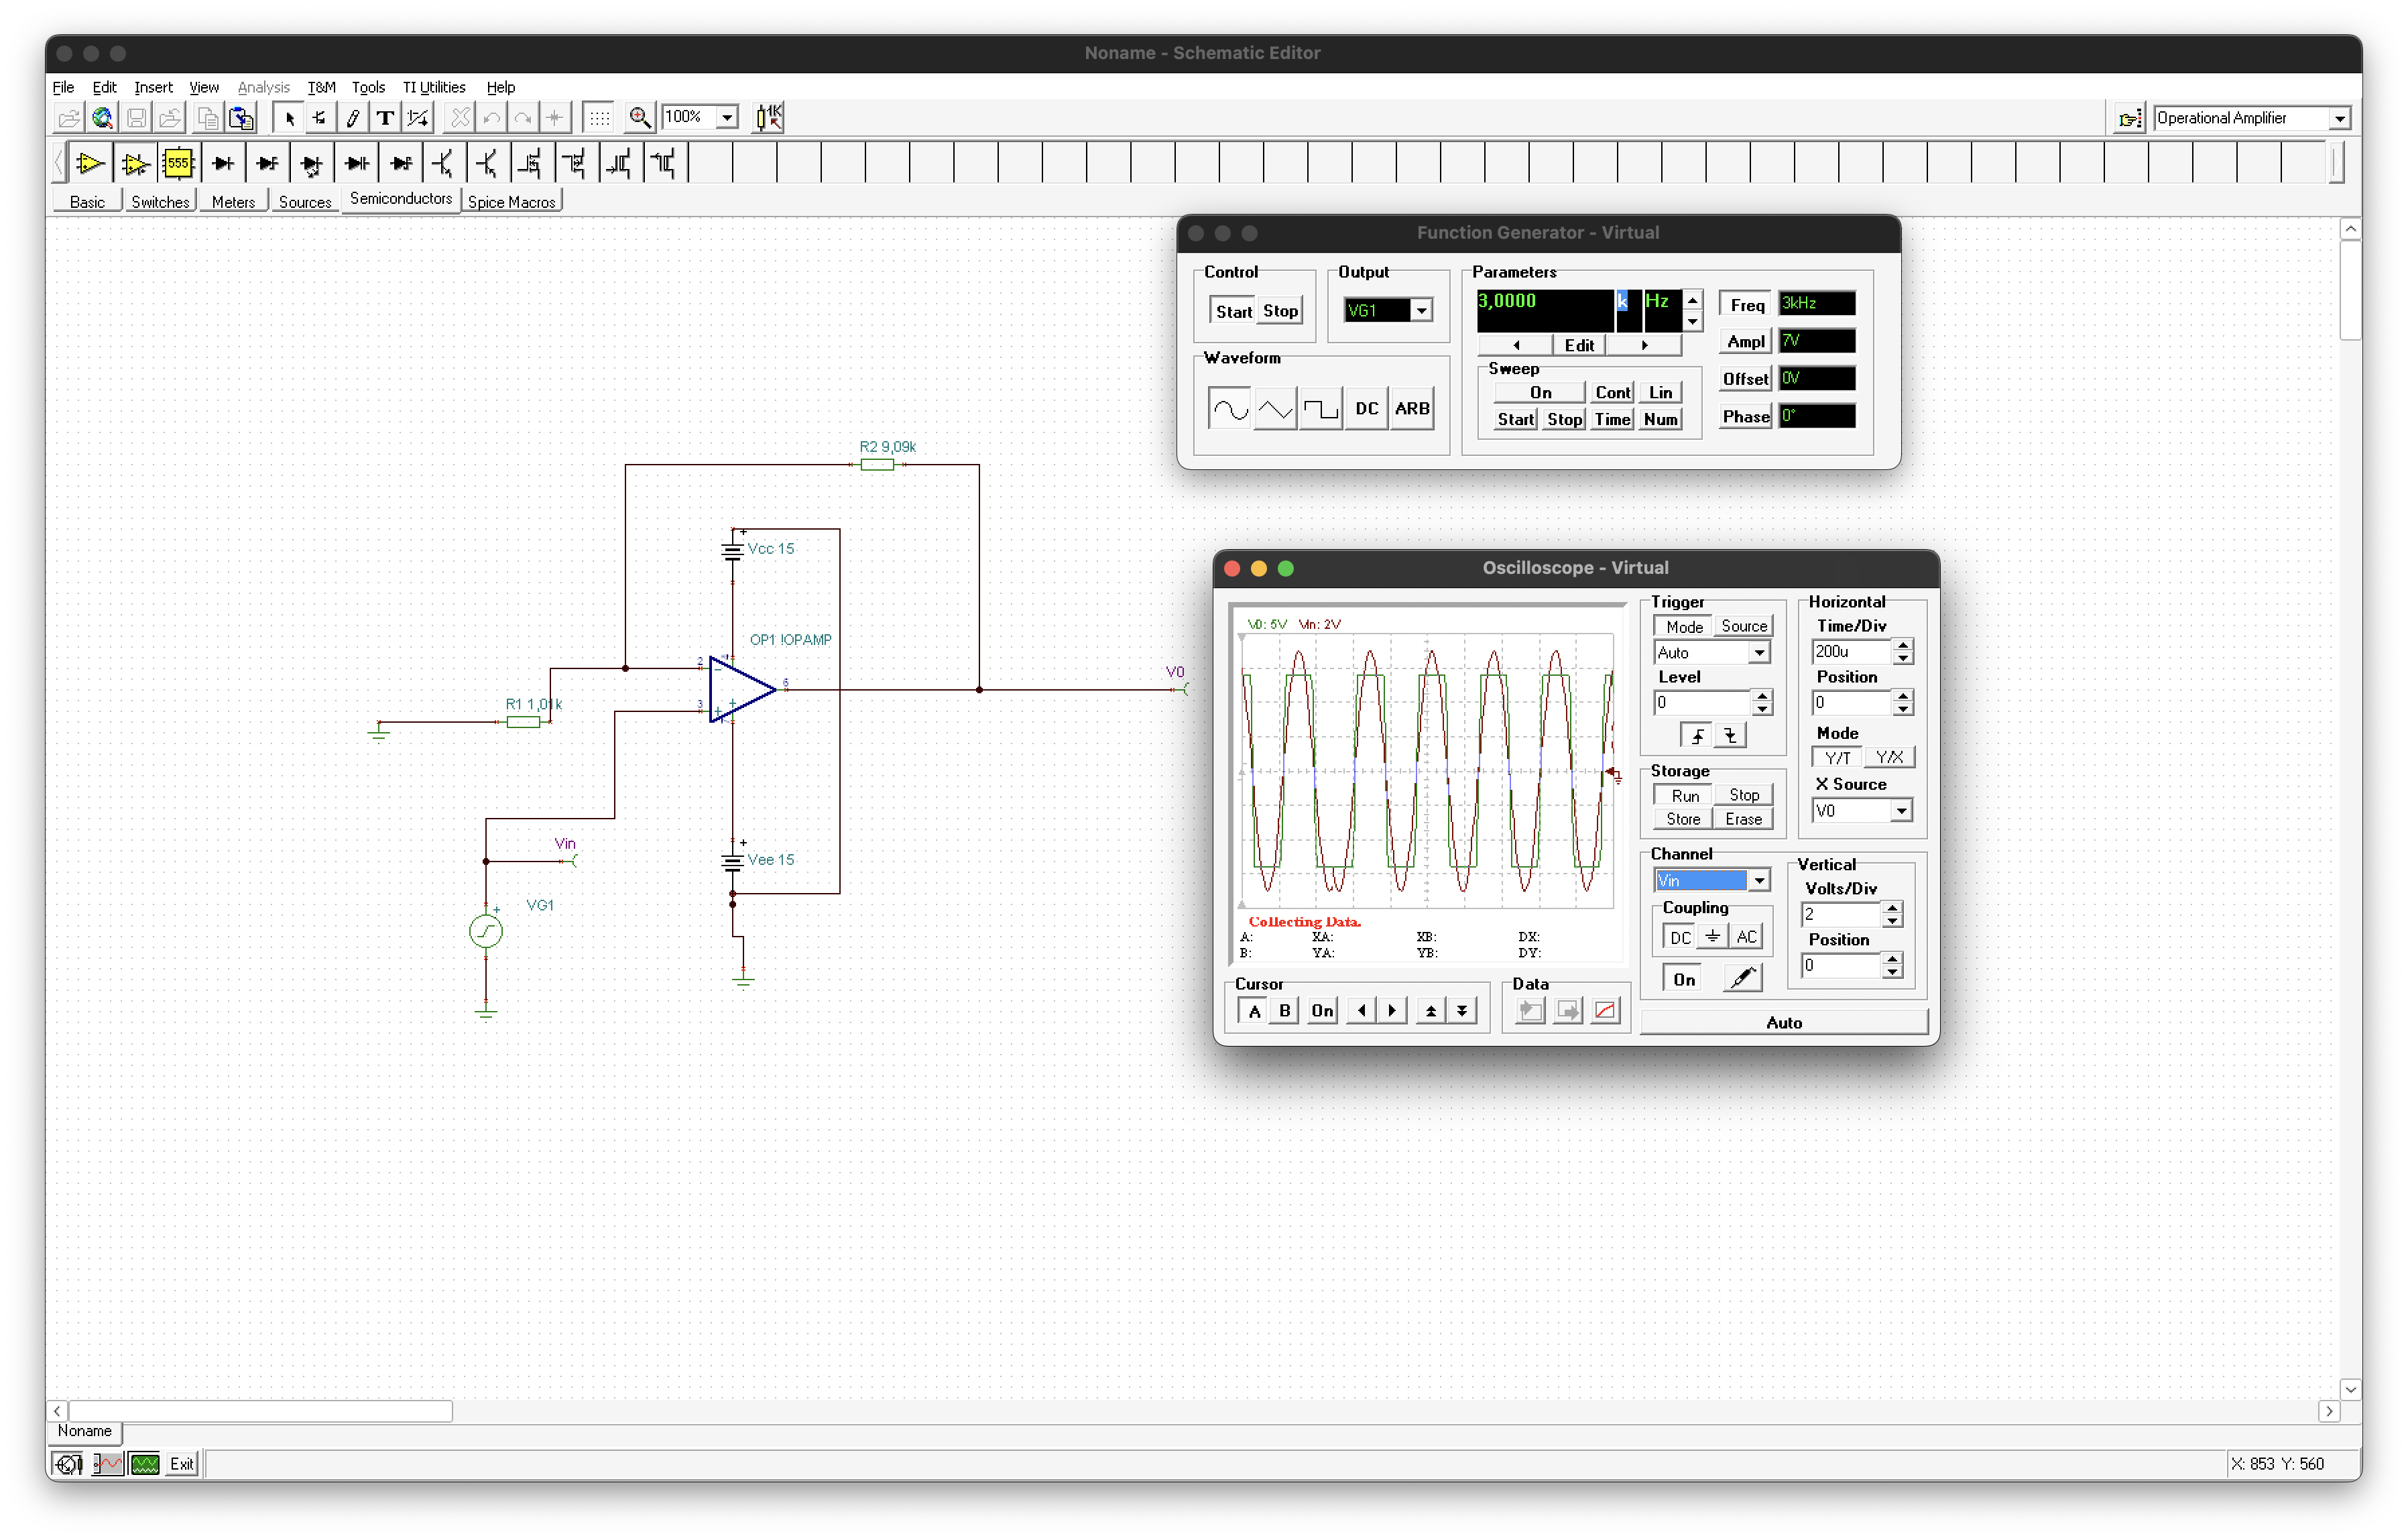 Noname - Schematic Editor
File Edit Insert View Analysis T&M Tools TI Utilities Help
T 100% 1K Operational Amplifier
555
Basic Switches Meters Sources Semiconductors Spice Macros
Function Generator - Virtual
Control Output Parameters
Start Stop VG1 3,0000 k Hz Freq 3kHz
Edit Ampl 7V
Waveform Sweep
On Cont Lin Offset 0V
DC ARB Start Stop Time Num Phase 0°
R2 9,09k
+
Vcc 15
OP1 !OPAMP
2 6
3
R1 1,01k
V0
Vin
+
Vee 15
+ VG1
Oscilloscope - Virtual
V0: 5V Vin: 2V
Collecting Data.
A: XA: XB: DX:
B: YA: YB: DY:
Cursor
A B On
Data
Trigger
Mode Source
Auto
Level
0
Storage
Run Stop
Store Erase
Horizontal
Time/Div
200u
Position
0
Mode
Y/T Y/X
X Source
V0
Channel
Vin
Coupling
DC AC
On
Vertical
Volts/Div
2
Position
0
Auto
Noname
Exit X: 853 Y: 560